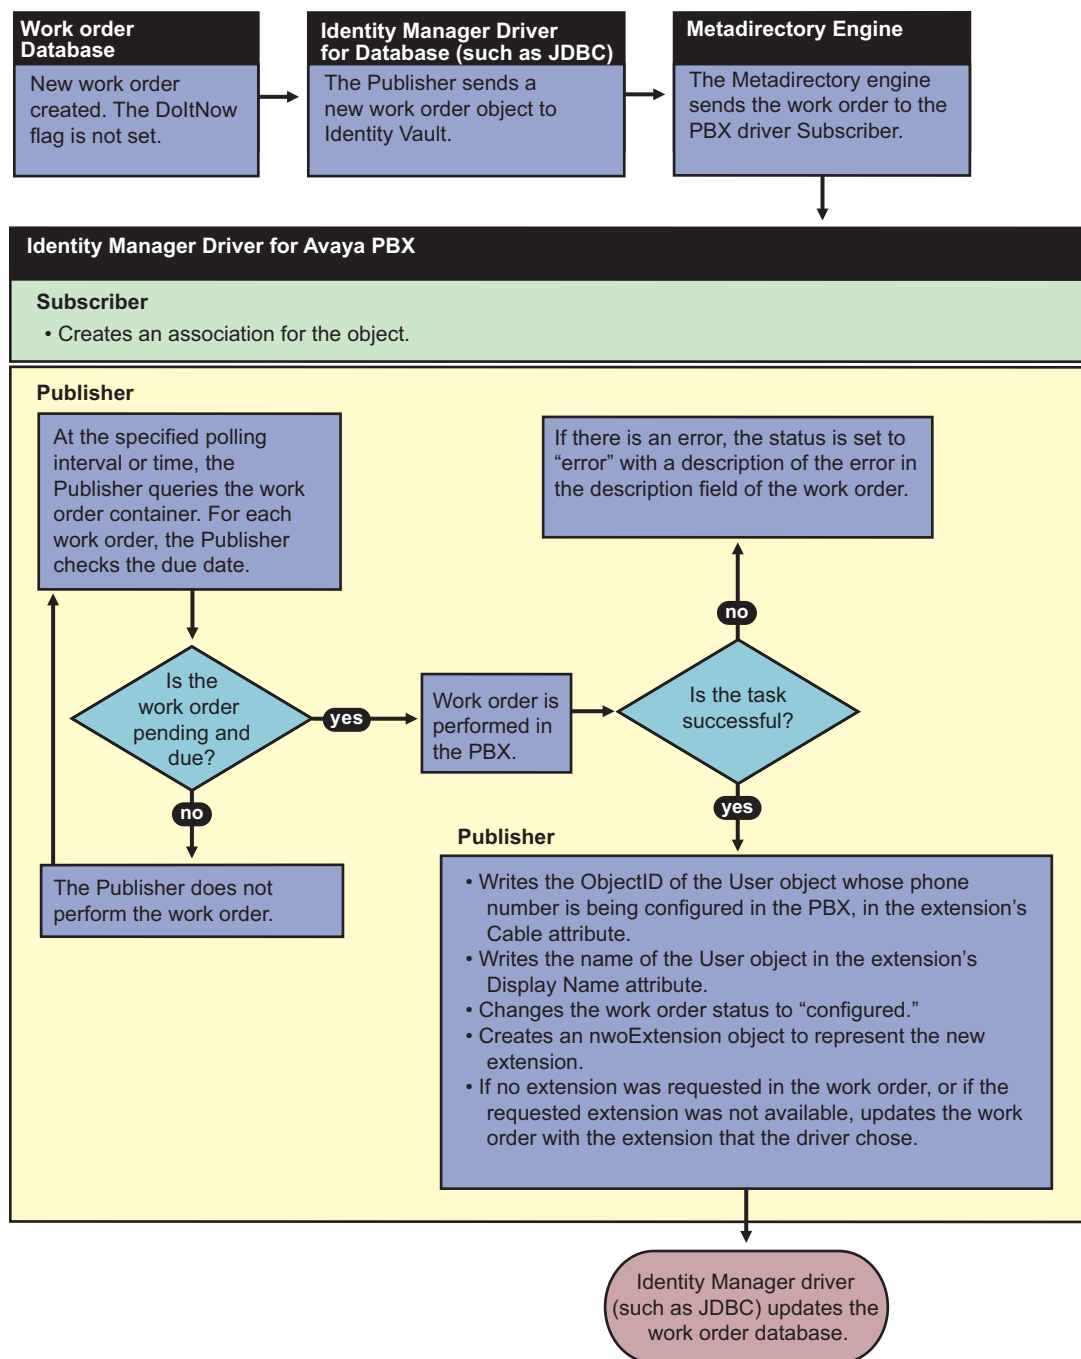 Work order
Database
New work order
created. The DoItNow
flag is not set.
Identity Manager Driver
for Database (such as JDBC)
The Publisher sends a
new work order object to
Identity Vault.
Metadirectory Engine
The Metadirectory engine
sends the work order to the
PBX driver Subscriber.
Identity Manager Driver for Avaya PBX
Subscriber
• Creates an association for the object.
Publisher
At the specified polling
interval or time, the
Publisher queries the work
order container. For each
work order, the Publisher
checks the due date.
If there is an error, the status is set to
“error” with a description of the error in
the description field of the work order.
no
Is the
work order
pending and
due?
yes
Work order is
performed in
the PBX.
Is the task
successful?
no
yes
The Publisher does not
perform the work order.
Publisher
• Writes the ObjectID of the User object whose phone
number is being configured in the PBX, in the extension’s
Cable attribute.
• Writes the name of the User object in the extension’s
Display Name attribute.
• Changes the work order status to “configured.”
• Creates an nwoExtension object to represent the new
extension.
• If no extension was requested in the work order, or if the
requested extension was not available, updates the work
order with the extension that the driver chose.
Identity Manager driver
(such as JDBC) updates the
work order database.